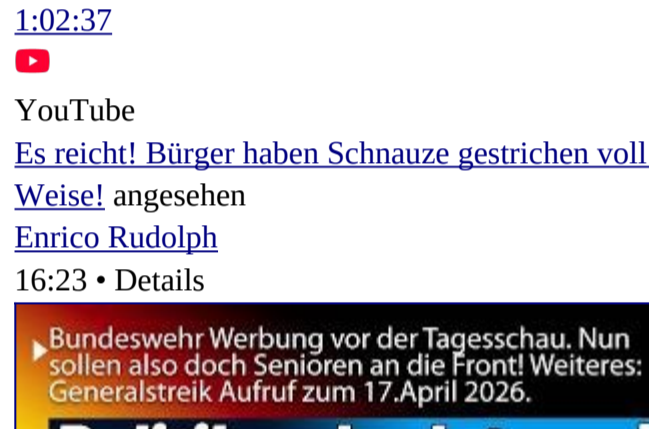 1:02:37
YouTube
Es reicht! Bürger haben Schnauze gestrichen voll
Weise! angesehen
Enrico Rudolph
16:23 • Details
Bundeswehr Werbung vor der Tagesschau. Nun
sollen also doch Senioren an die Front! Weiteres:
Generalstreik Aufruf zum 17.April 2026.